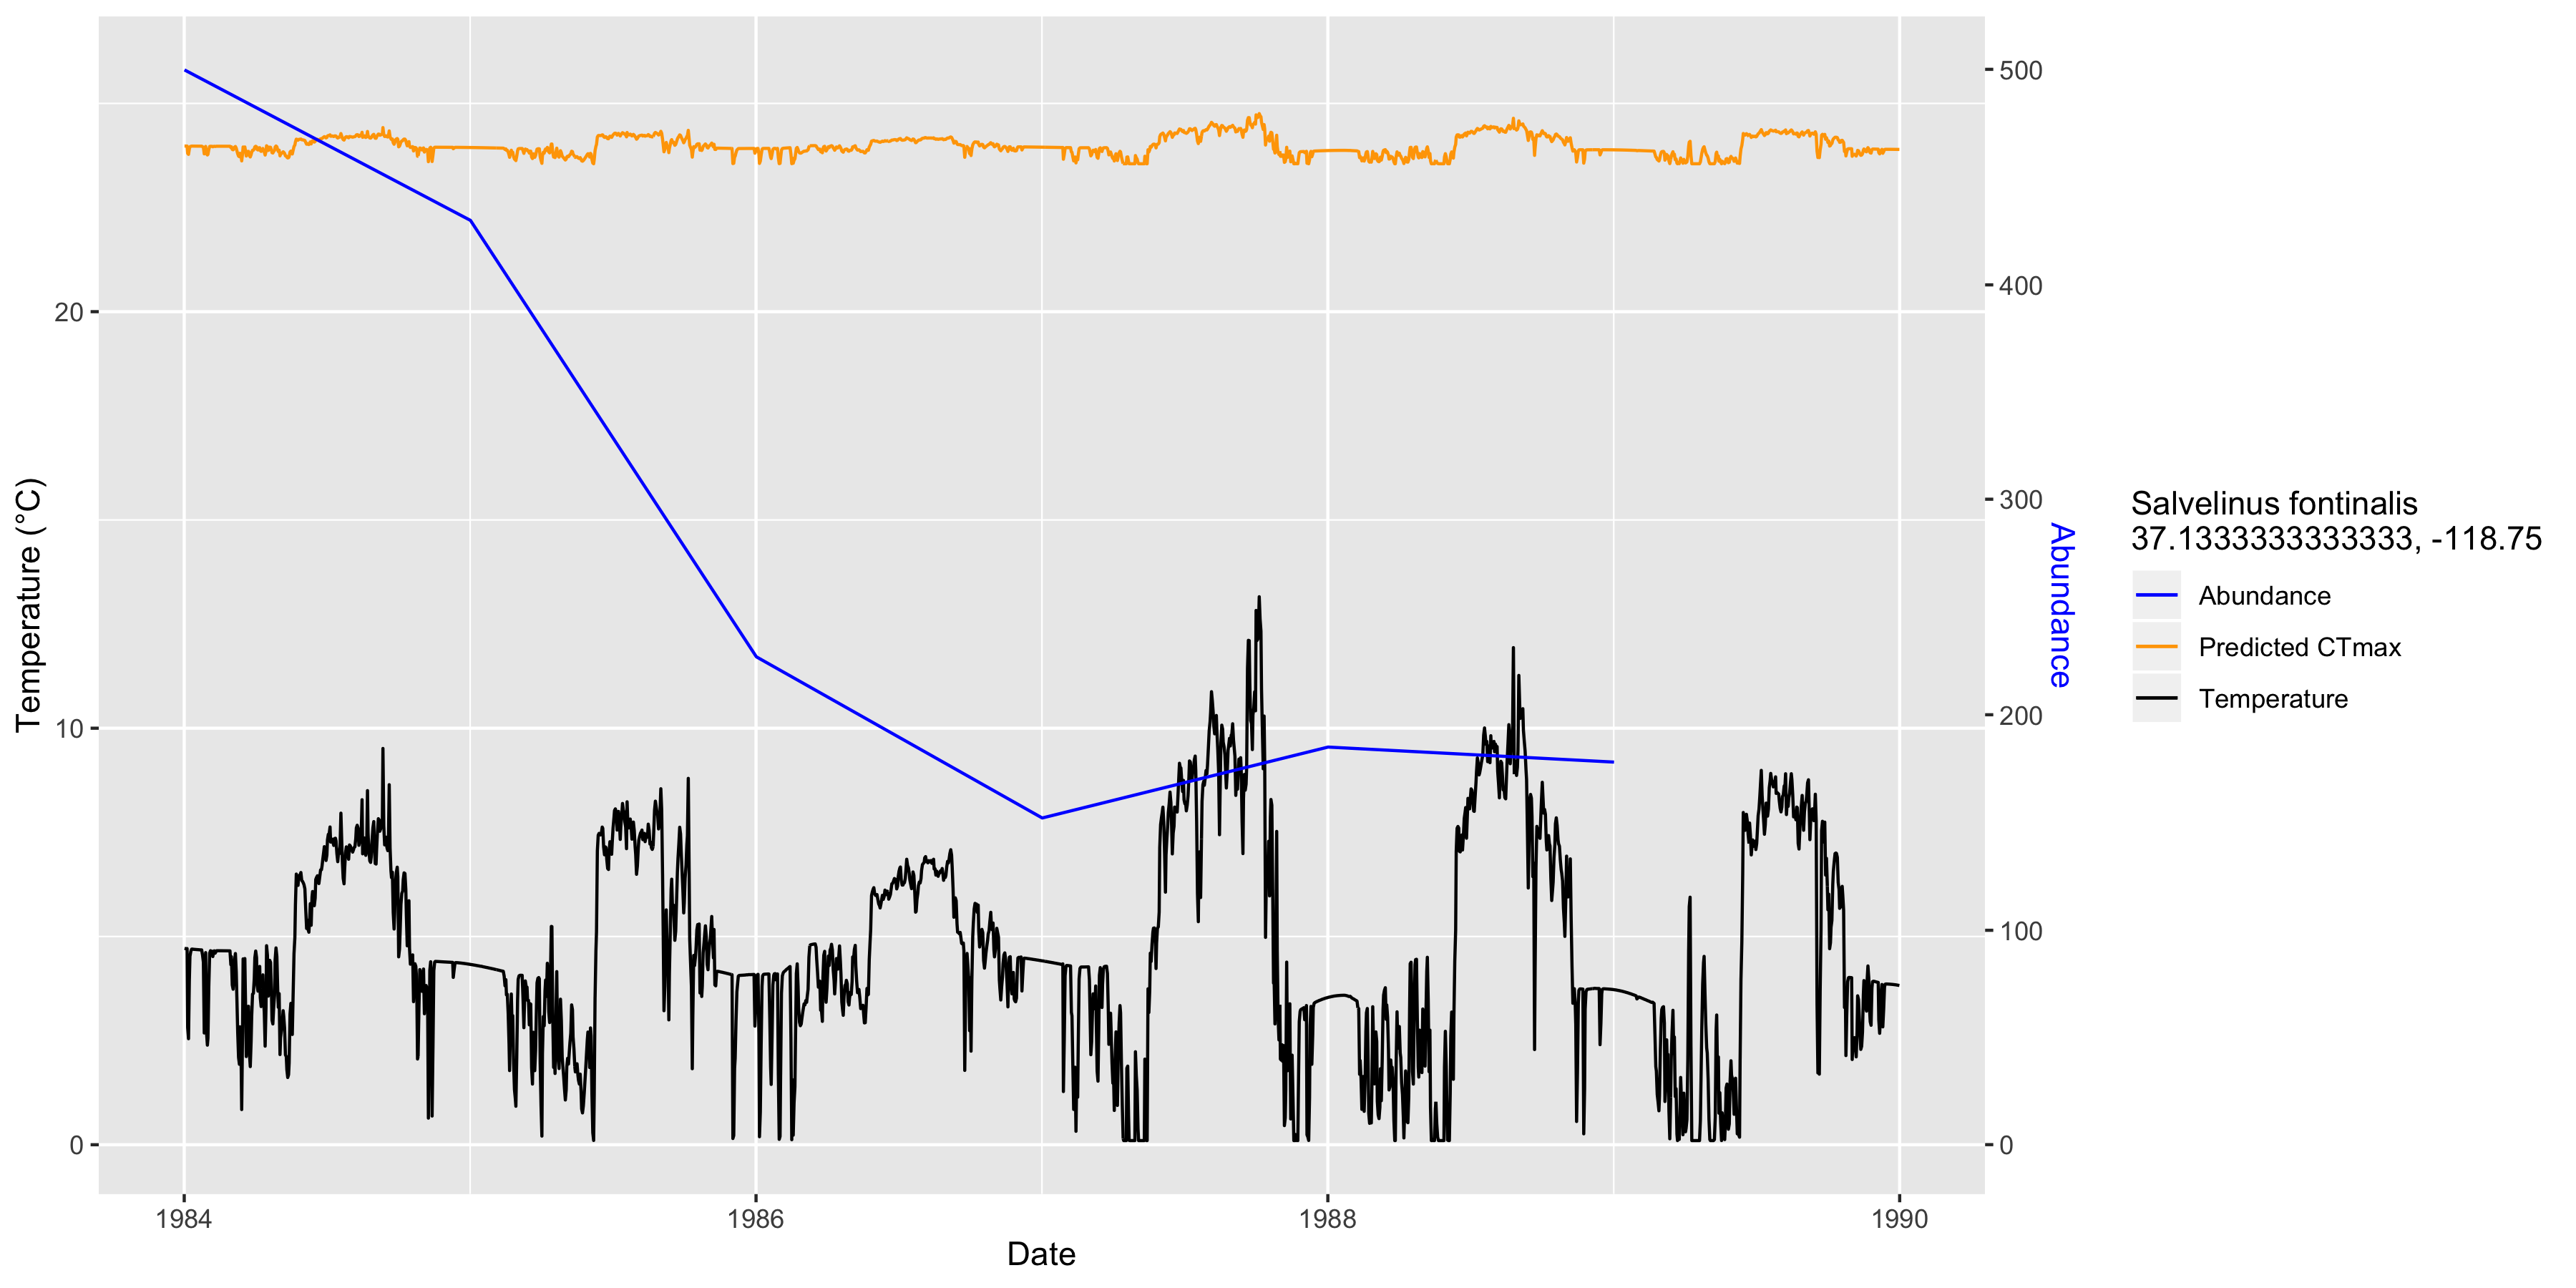 Temperature (°C)
20
10
0
1984
1986
1988
1990
Date
500
400
300
200
100
0
Abundance
Salvelinus fontinalis
37.1333333333333, -118.75
Abundance
Predicted CTmax
Temperature